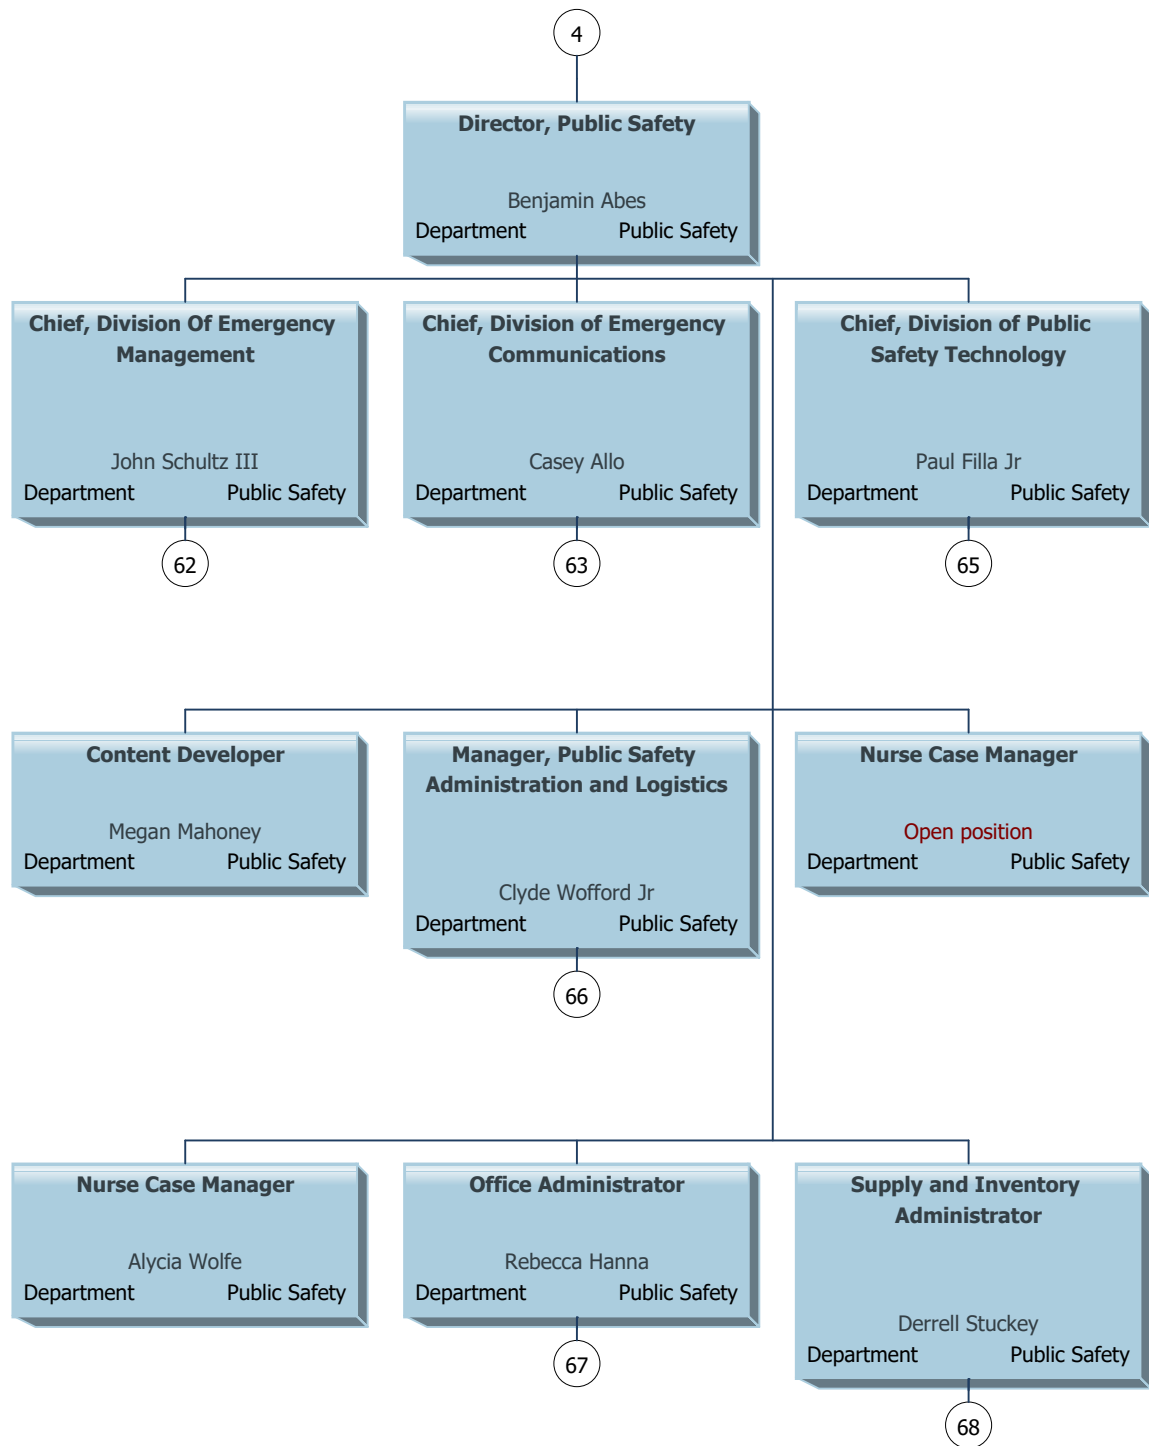 4
Director, Public Safety
Benjamin Abes
Department Public Safety
Chief, Division Of Emergency
Management
John Schultz III
Department Public Safety
62
Chief, Division of Emergency
Communications
Casey Allo
Department Public Safety
63
Chief, Division of Public
Safety Technology
Paul Filla Jr
Department Public Safety
65
Content Developer
Megan Mahoney
Department Public Safety
Manager, Public Safety
Administration and Logistics
Clyde Wofford Jr
Department Public Safety
66
Nurse Case Manager
Open position
Department Public Safety
Nurse Case Manager
Alycia Wolfe
Department Public Safety
Office Administrator
Rebecca Hanna
Department Public Safety
67
Supply and Inventory
Administrator
Derrell Stuckey
Department Public Safety
68